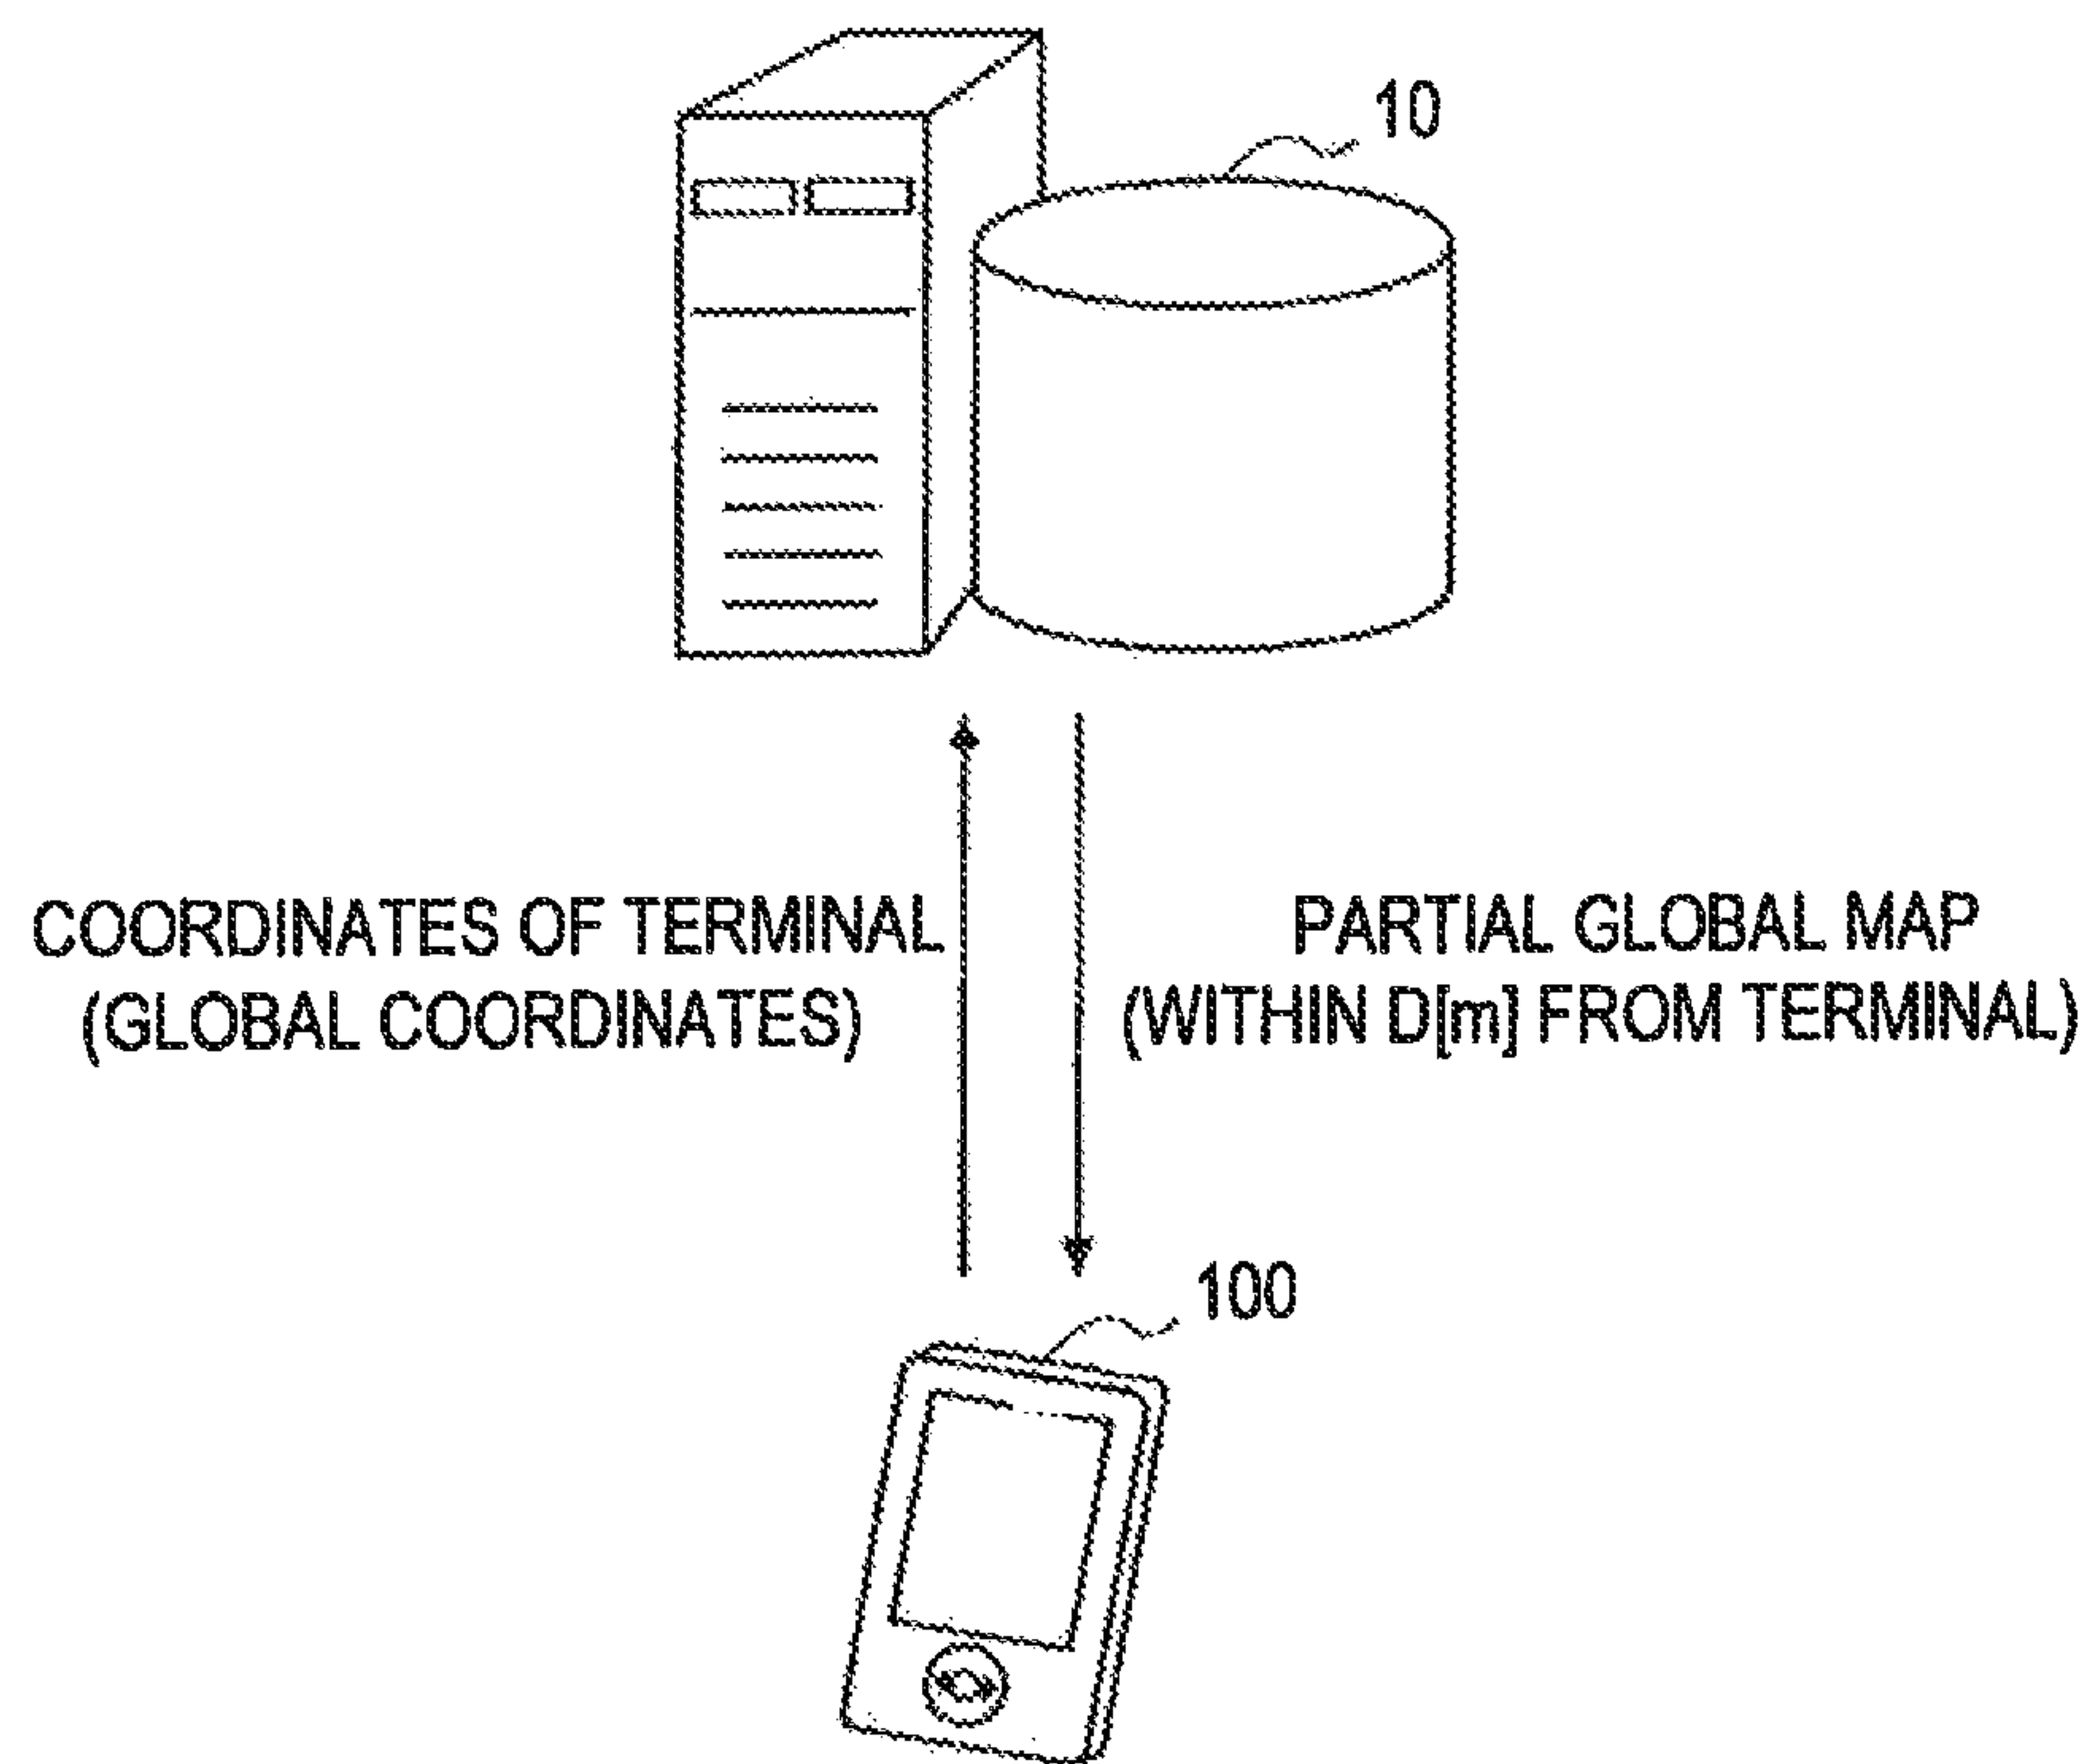 10
COORDINATES OF TERMINAL
(GLOBAL COORDINATES)
PARTIAL GLOBAL MAP
(WITHIN D[m] FROM TERMINAL)
100